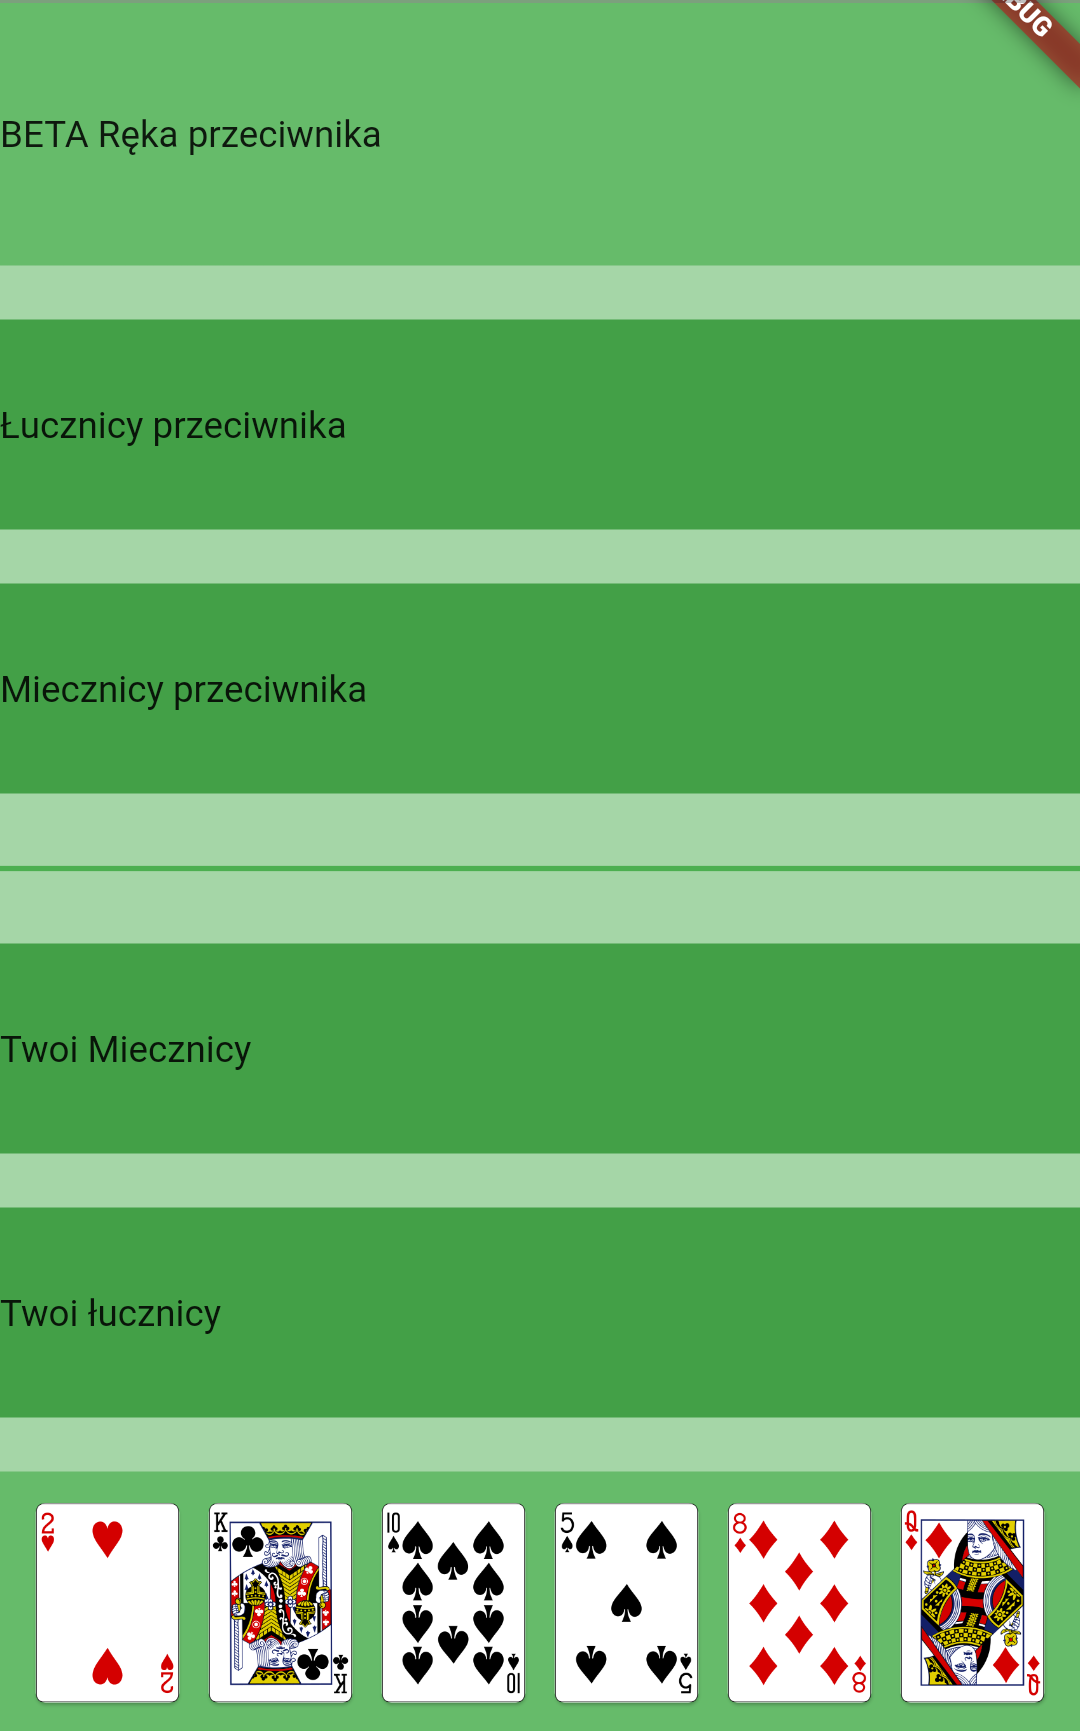 BUG
BETA Ręka przeciwnika
Łucznicy przeciwnika
Miecznicy przeciwnika
Twoi Miecznicy
Twoi łucznicy
2 K 10 5 8 Q
2 K 10 5 8 Q